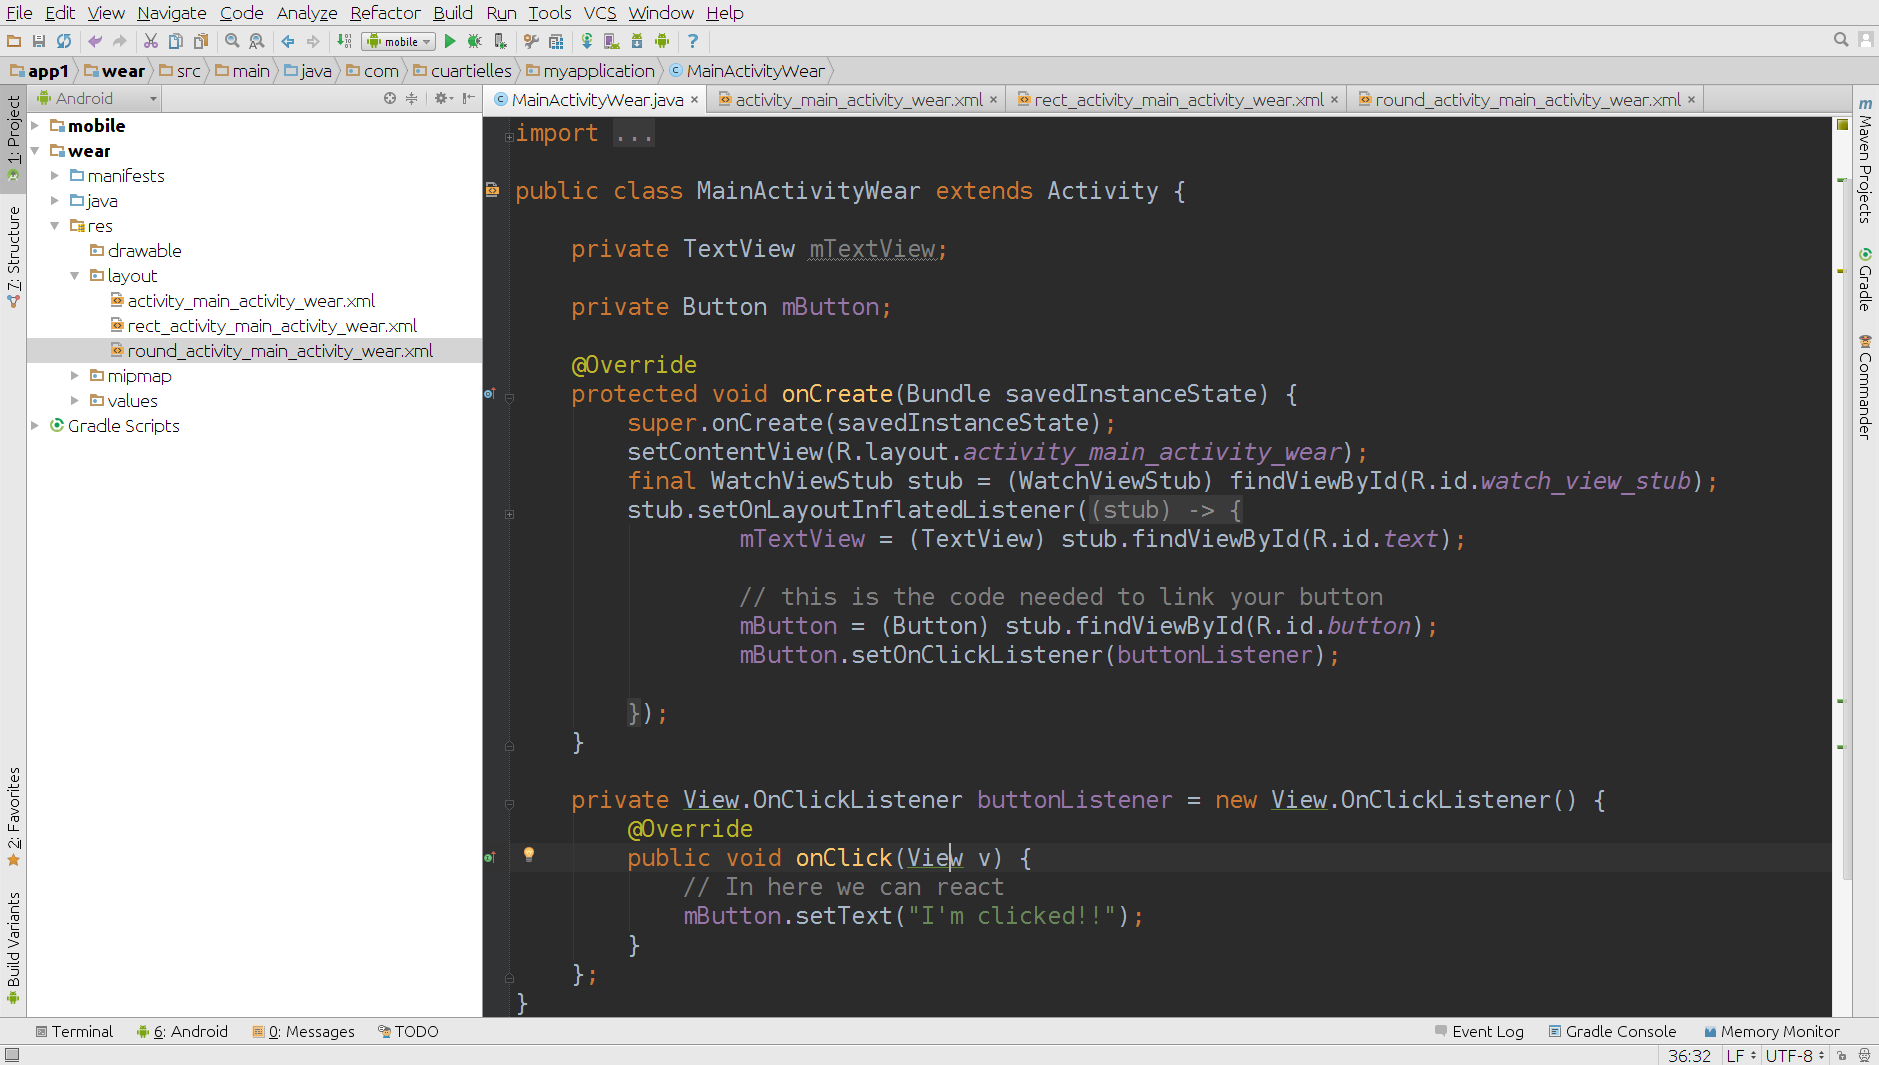 File Edit View Navigate Code Analyze Refactor Build Run Tools VCS Window Help
mobile
app1 wear src main java com cuartielles myapplication MainActivityWear
Android
MainActivityWear.java activity_main_activity_wear.xml rect_activity_main_activity_wear.xml round_activity_main_activity_wear.xml
1: Project
7: Structure
2: Favorites
Build Variants
mobile
wear
manifests
java
res
drawable
layout
activity_main_activity_wear.xml
rect_activity_main_activity_wear.xml
round_activity_main_activity_wear.xml
mipmap
values
Gradle Scripts
import ...
public class MainActivityWear extends Activity {
private TextView mTextView;
private Button mButton;
@Override
protected void onCreate(Bundle savedInstanceState) {
super.onCreate(savedInstanceState);
setContentView(R.layout.activity_main_activity_wear);
final WatchViewStub stub = (WatchViewStub) findViewById(R.id.watch_view_stub);
stub.setOnLayoutInflatedListener((stub) -> {
mTextView = (TextView) stub.findViewById(R.id.text);
// this is the code needed to link your button
mButton = (Button) stub.findViewById(R.id.button);
mButton.setOnClickListener(buttonListener);
});
}
private View.OnClickListener buttonListener = new View.OnClickListener() {
@Override
public void onClick(View v) {
// In here we can react
mButton.setText("I'm clicked!!");
}
};
}
Maven Projects
Gradle
Commander
Terminal 6: Android 0: Messages TODO Event Log Gradle Console Memory Monitor
36:32 LF UTF-8